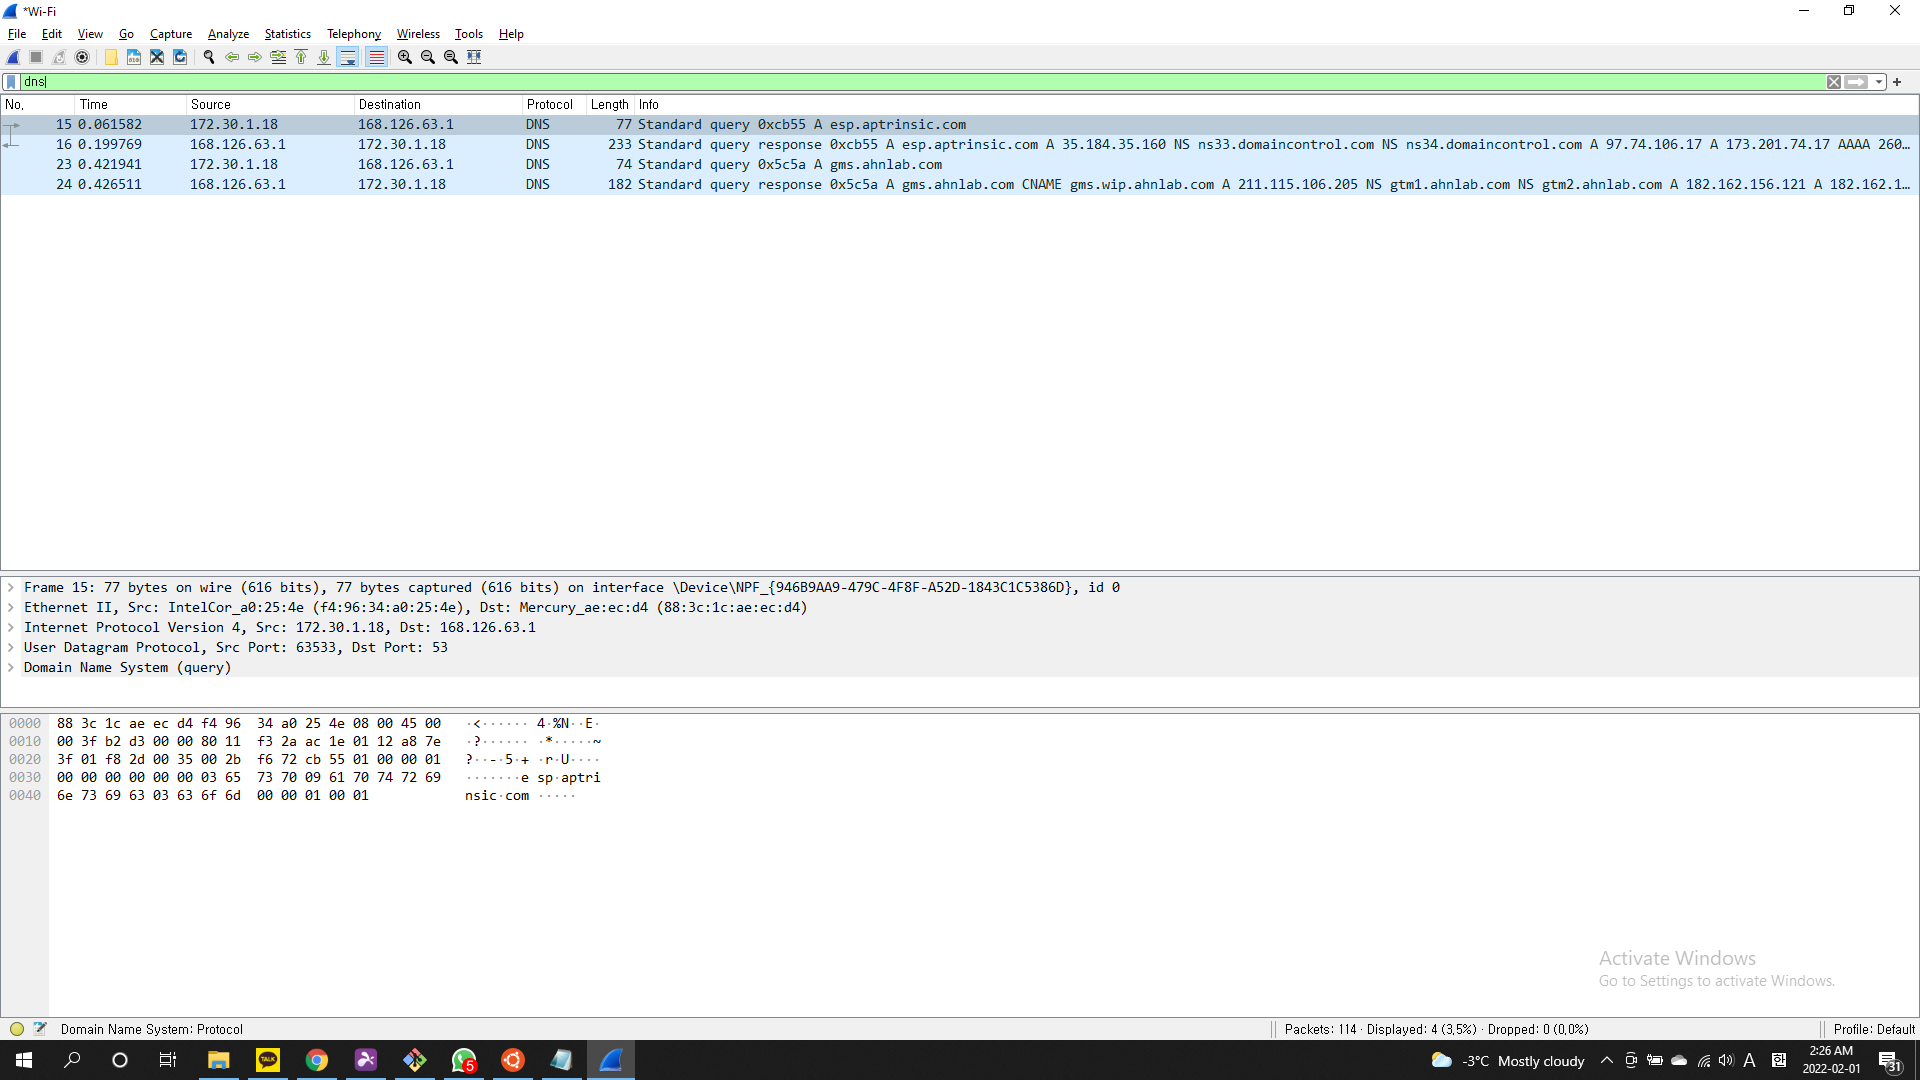 *Wi-Fi
File Edit View Go Capture Analyze Statistics Telephony Wireless Tools Help
dns
No. Time Source Destination Protocol Length Info
15 0.061582 172.30.1.18 168.126.63.1 DNS 77 Standard query 0xcb55 A esp.aptrinsic.com
16 0.199769 168.126.63.1 172.30.1.18 DNS 233 Standard query response 0xcb55 A esp.aptrinsic.com A 35.184.35.160 NS ns33.domaincontrol.com NS ns34.domaincontrol.com A 97.74.106.17 A 173.201.74.17 AAAA 260…
23 0.421941 172.30.1.18 168.126.63.1 DNS 74 Standard query 0x5c5a A gms.ahnlab.com
24 0.426511 168.126.63.1 172.30.1.18 DNS 182 Standard query response 0x5c5a A gms.ahnlab.com CNAME gms.wip.ahnlab.com A 211.115.106.205 NS gtm1.ahnlab.com NS gtm2.ahnlab.com A 182.162.156.121 A 182.162.1…
Frame 15: 77 bytes on wire (616 bits), 77 bytes captured (616 bits) on interface \Device\NPF_{946B9AA9-479C-4F8F-A52D-1843C1C5386D}, id 0
Ethernet II, Src: IntelCor_a0:25:4e (f4:96:34:a0:25:4e), Dst: Mercury_ae:ec:d4 (88:3c:1c:ae:ec:d4)
Internet Protocol Version 4, Src: 172.30.1.18, Dst: 168.126.63.1
User Datagram Protocol, Src Port: 63533, Dst Port: 53
Domain Name System (query)
0000 88 3c 1c ae ec d4 f4 96 34 a0 25 4e 08 00 45 00 ·<······ 4·%N··E·
0010 00 3f b2 d3 00 00 80 11 f3 2a ac 1e 01 12 a8 7e ·?······ ·*·····~
0020 3f 01 f8 2d 00 35 00 2b f6 72 cb 55 01 00 00 01 ?··-·5·+ ·r·U····
0030 00 00 00 00 00 00 03 65 73 70 09 61 70 74 72 69 ·······e sp·aptri
0040 6e 73 69 63 03 63 6f 6d 00 00 01 00 01 nsic·com ·····
Activate Windows
Go to Settings to activate Windows.
Domain Name System: Protocol Packets: 114 · Displayed: 4 (3,5%) · Dropped: 0 (0,0%) Profile: Default
TALK 5 -3°C Mostly cloudy A 2:26 AM
2022-02-01 31